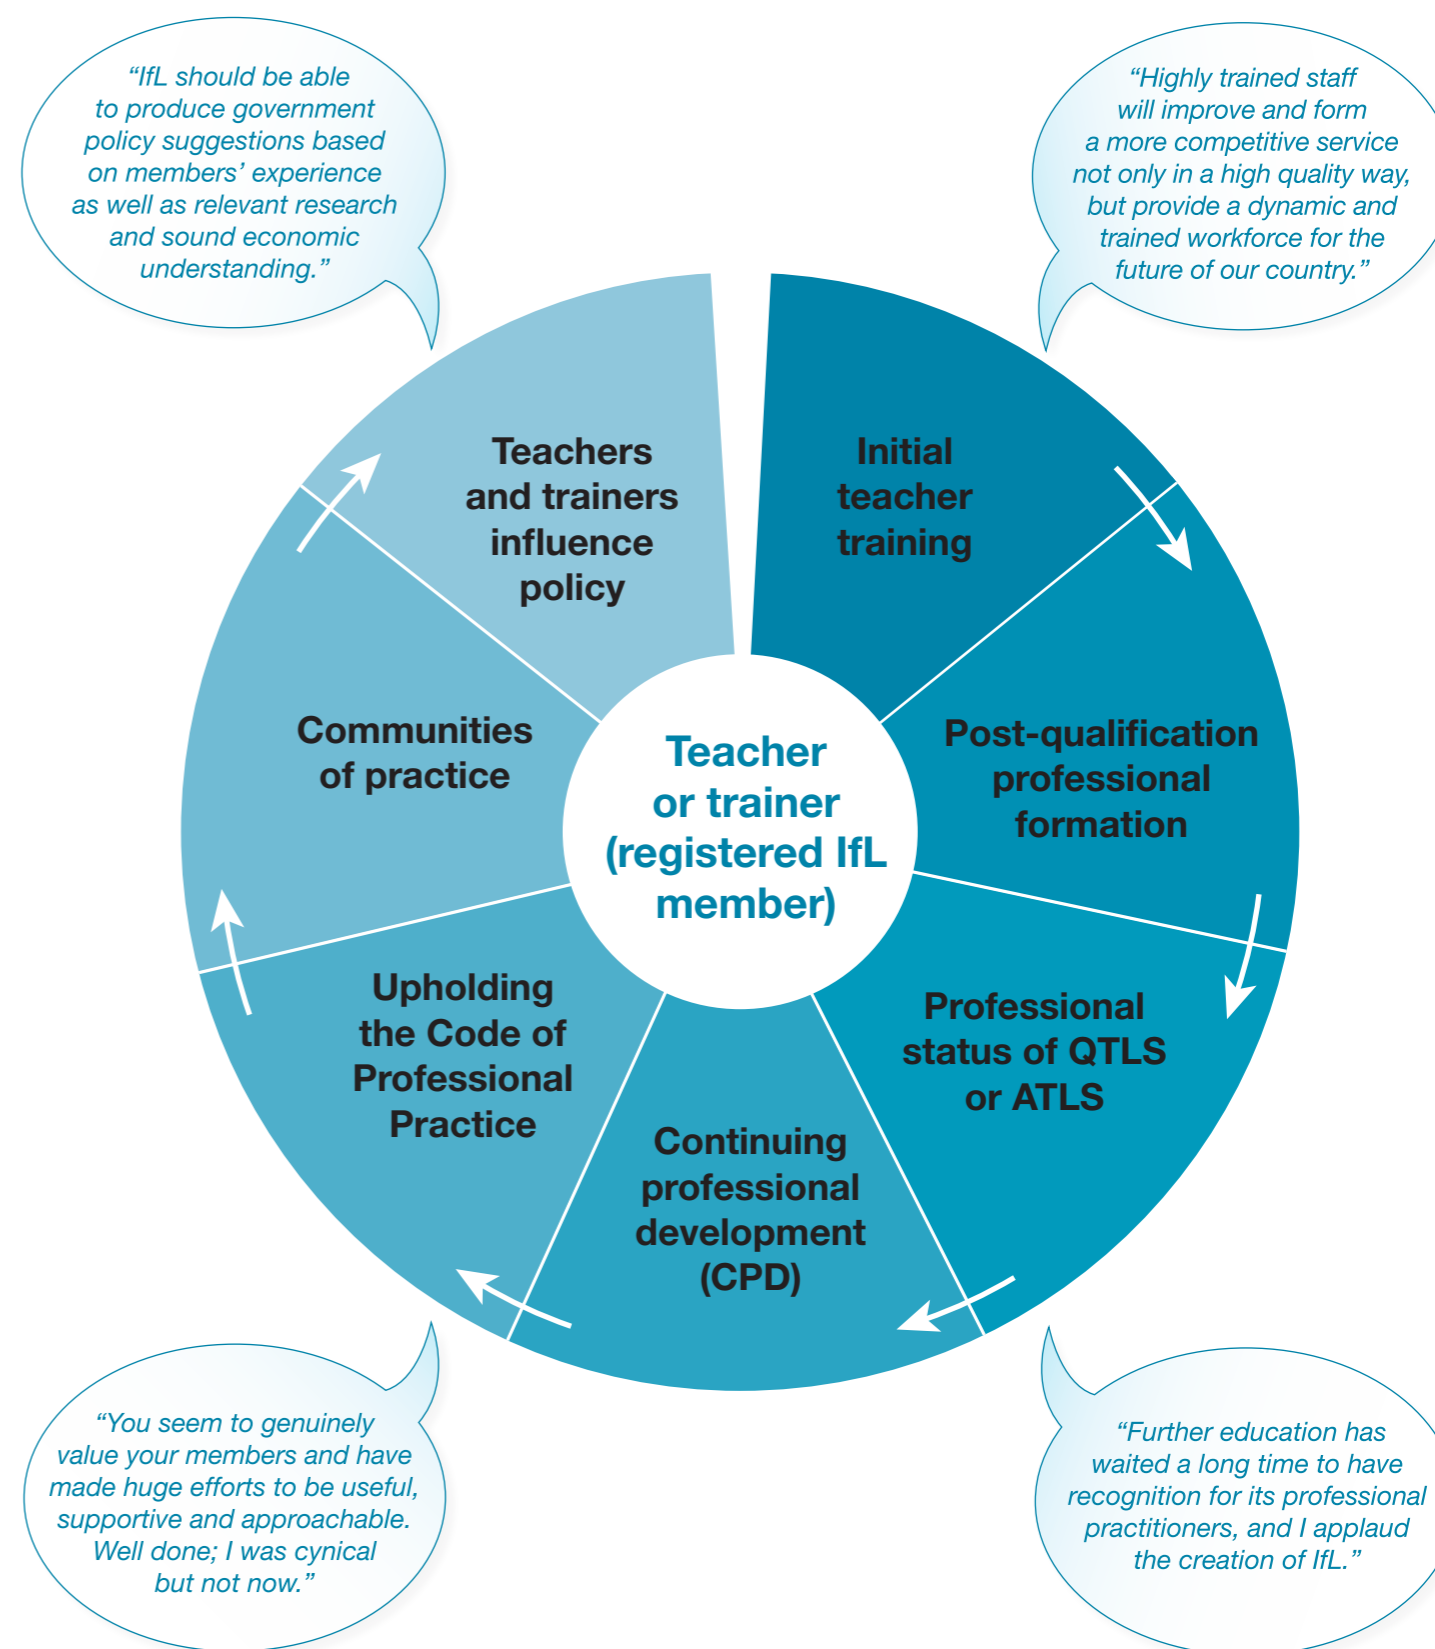 “IfL should be able
to produce government
policy suggestions based
on members’ experience
as well as relevant research
and sound economic
understanding.”
“Highly trained staff
will improve and form
a more competitive service
not only in a high quality way,
but provide a dynamic and
trained workforce for the
future of our country.”
Teachers
and trainers
influence
policy
Initial
teacher
training
Communities
of practice
Teacher
or trainer
(registered IfL
member)
Post-qualification
professional
formation
Upholding
the Code of
Professional
Practice
Professional
status of QTLS
or ATLS
Continuing
professional
development
(CPD)
“You seem to genuinely
value your members and have
made huge efforts to be useful,
supportive and approachable.
Well done; I was cynical
but not now.”
“Further education has
waited a long time to have
recognition for its professional
practitioners, and I applaud
the creation of IfL.”